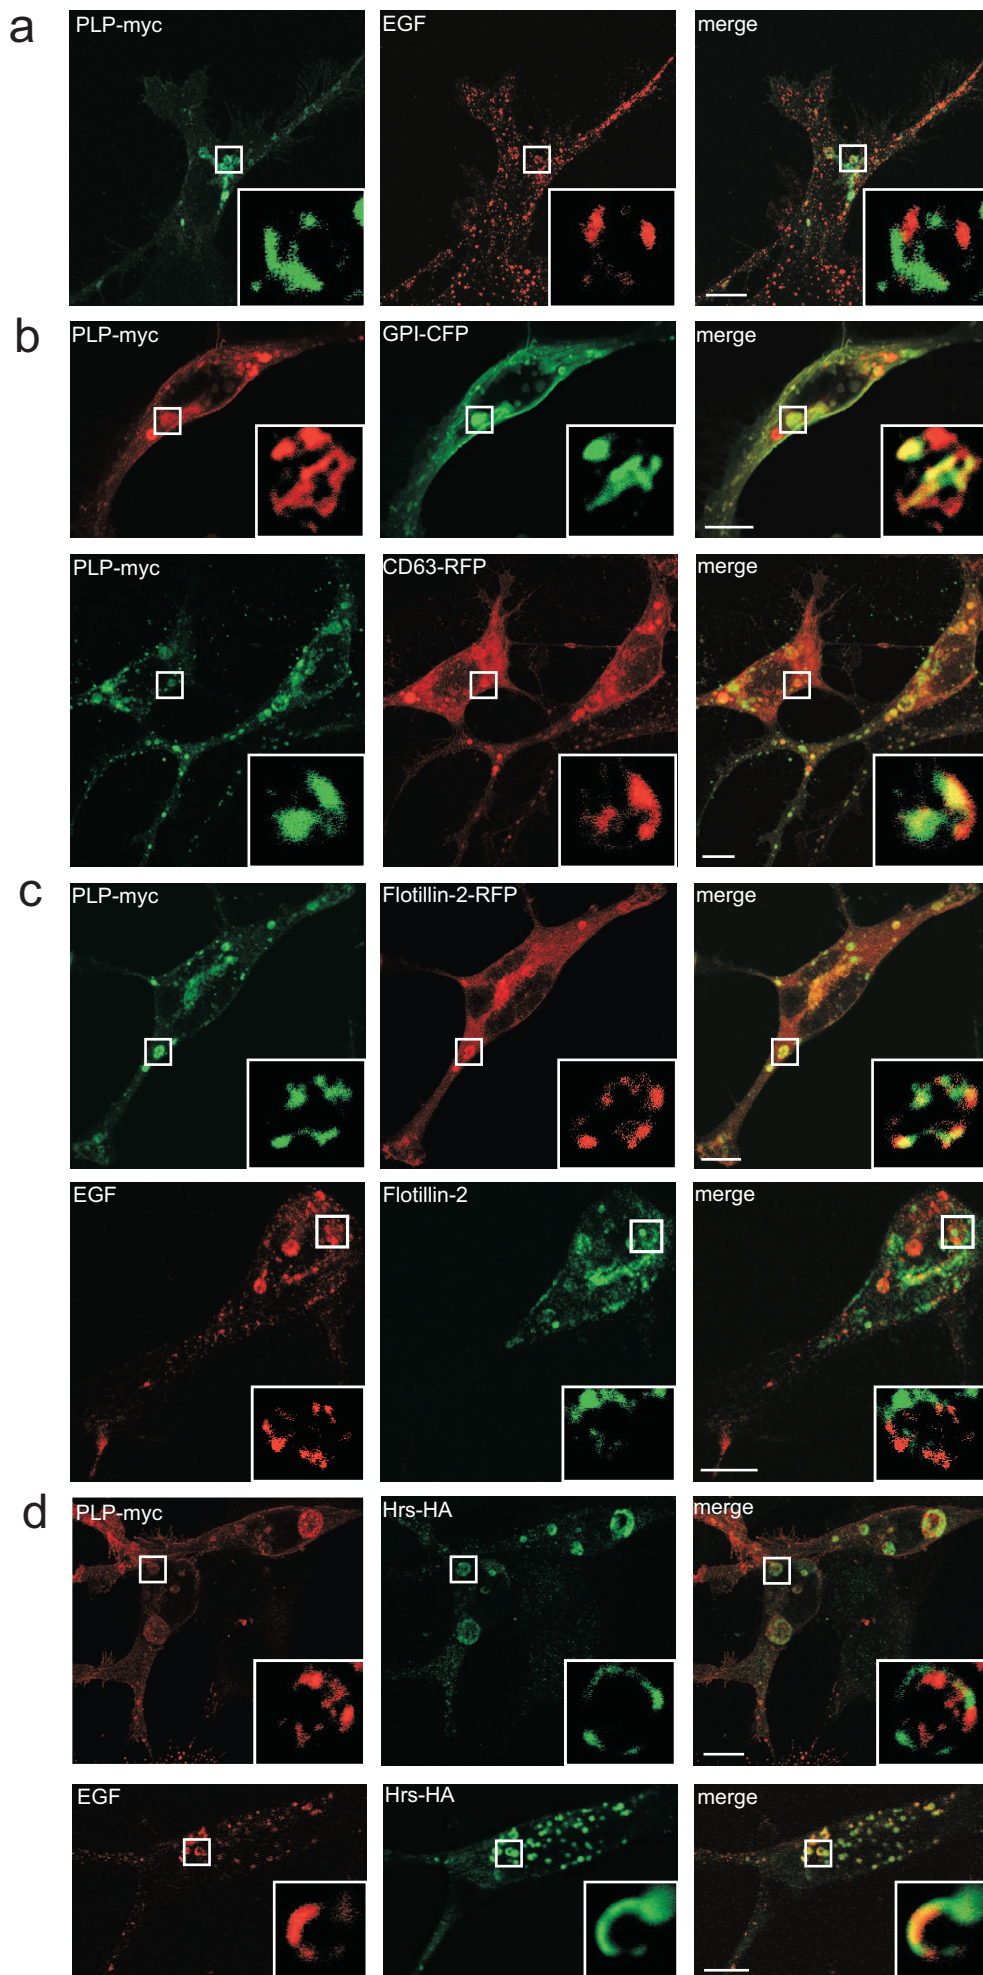 a
PLP-myc EGF merge
b
PLP-myc GPI-CFP merge
PLP-myc CD63-RFP merge
c
PLP-myc Flotillin-2-RFP merge
EGF Flotillin-2 merge
d
PLP-myc Hrs-HA merge
EGF Hrs-HA merge